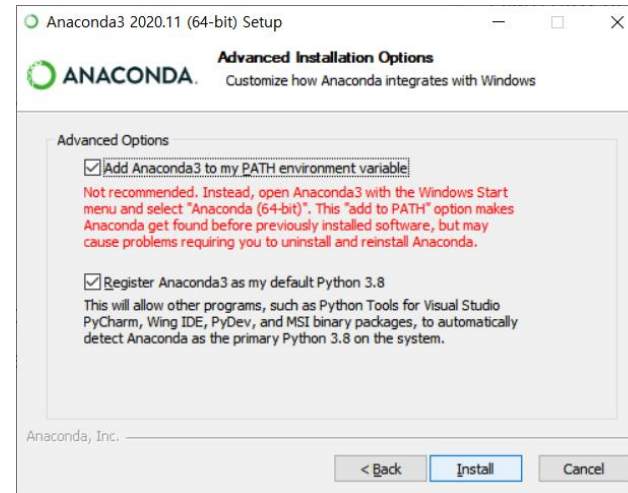 Anaconda3 2020.11 (64-bit) Setup
ANACONDA.
Advanced Installation Options
Customize how Anaconda integrates with Windows
Advanced Options
Add Anaconda3 to my PATH environment variable
Not recommended. Instead, open Anaconda3 with the Windows Start
menu and select "Anaconda (64-bit)". This "add to PATH" option makes
Anaconda get found before previously installed software, but may
cause problems requiring you to uninstall and reinstall Anaconda.
Register Anaconda3 as my default Python 3.8
This will allow other programs, such as Python Tools for Visual Studio
PyCharm, Wing IDE, PyDev, and MSI binary packages, to automatically
detect Anaconda as the primary Python 3.8 on the system.
Anaconda, Inc.
< Back Install Cancel